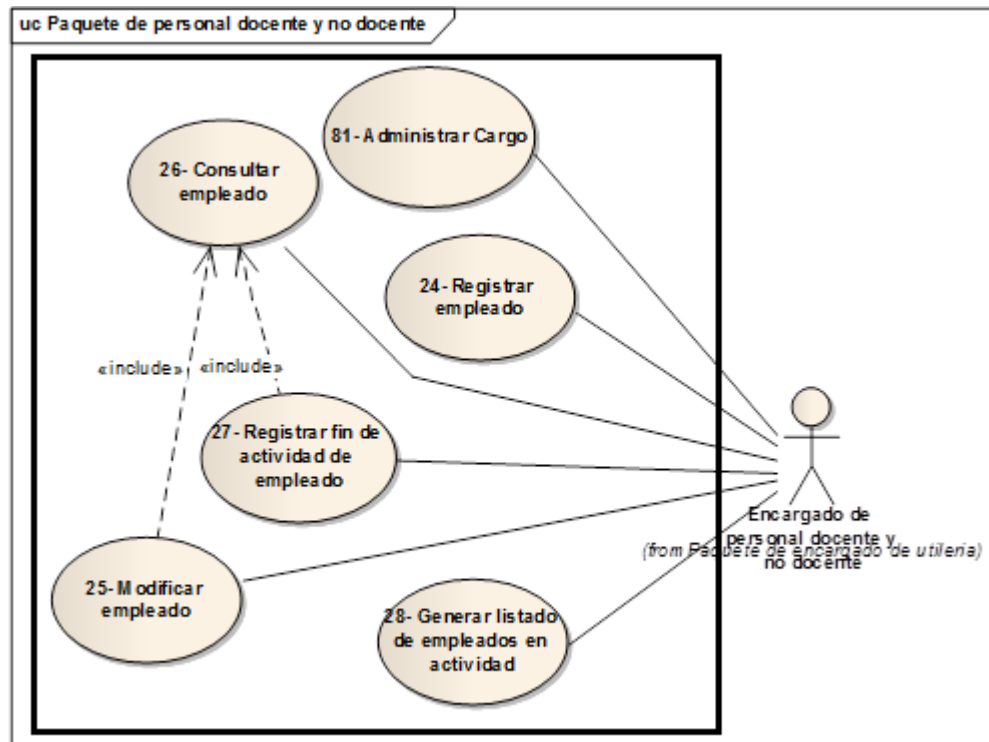 uc Paquete de personal docente y no docente
81- Administrar Cargo
26- Consultar
empleado
24- Registrar
empleado
«include»
«include»
27- Registrar fin de
actividad de
empleado
Encargado de
personal docente y
no docente
(from Paquete de encargado de utileria)
25- Modificar
empleado
28- Generar listado
de empleados en
actividad